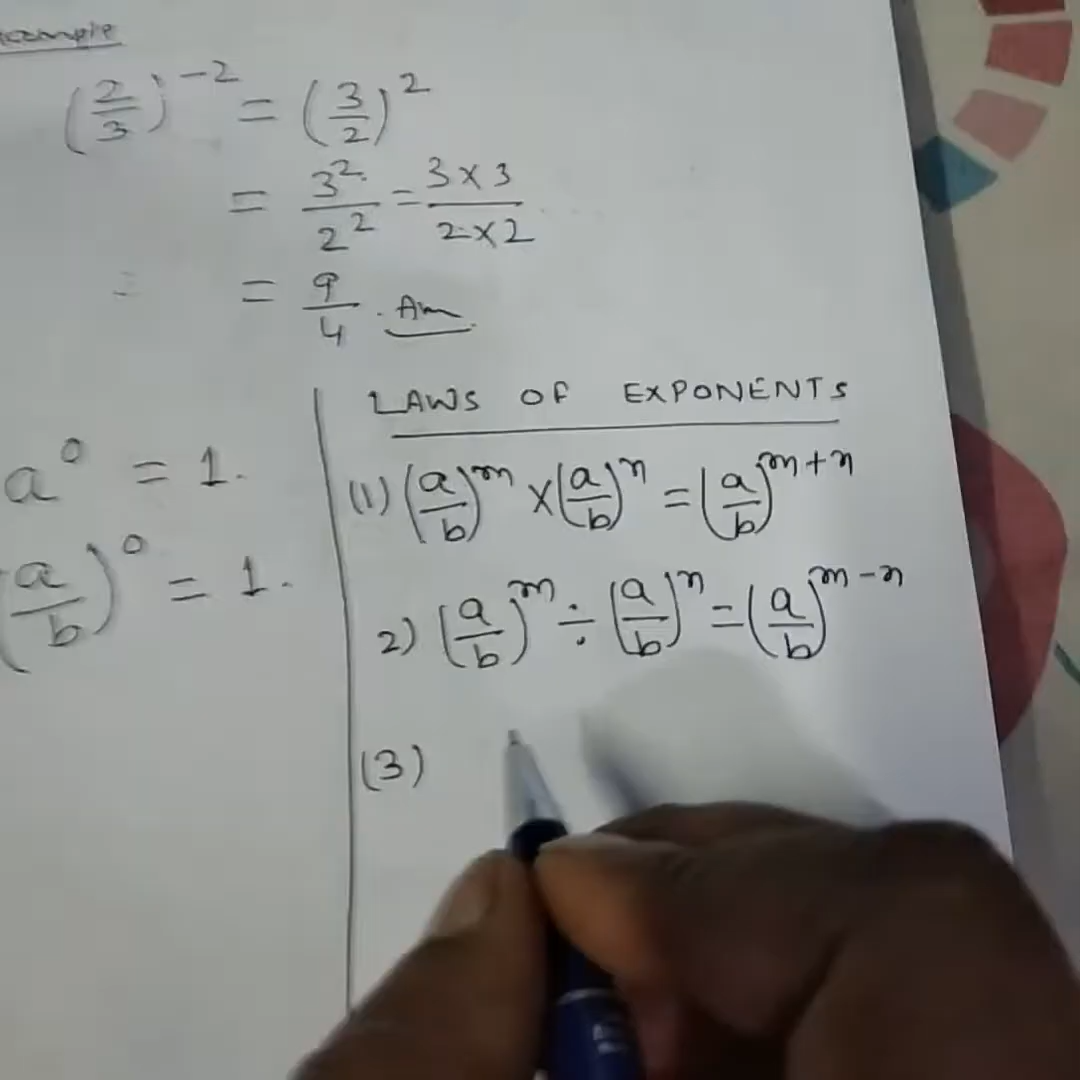 Example
(2/3)^-2 = (3/2)^2
= 3^2/2^2 = 3×3/2×2
= 9/4 . Ans
a^0 = 1.
(a/b)^0 = 1.
LAWS OF EXPONENTS
(1) (a/b)^m × (a/b)^n = (a/b)^m+n
2) (a/b)^m ÷ (a/b)^n = (a/b)^m-n
(3)